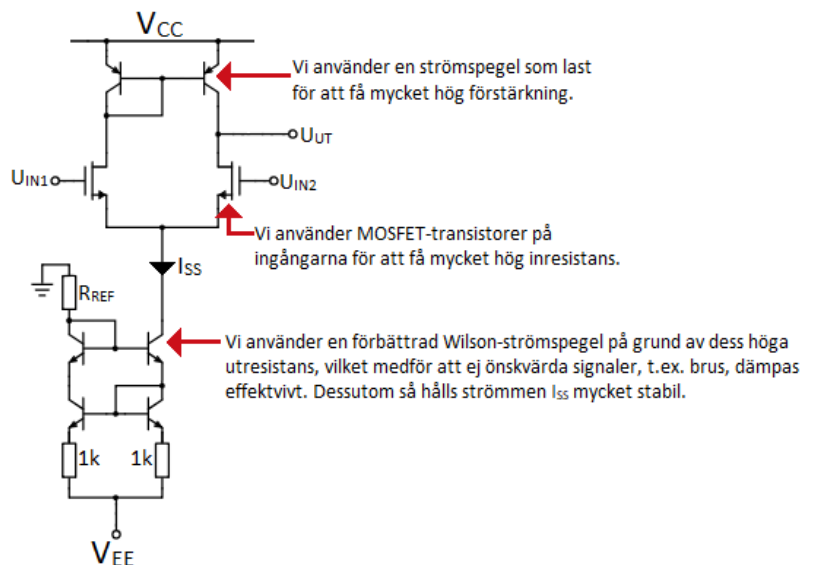 VCC
Vi använder en strömspegel som last
för att få mycket hög förstärkning.
UUT
UIN1
UIN2
Vi använder MOSFET-transistorer på
ingångarna för att få mycket hög inresistans.
ISS
RREF
Vi använder en förbättrad Wilson-strömspegel på grund av dess höga
utresistans, vilket medför att ej önskvärda signaler, t.ex. brus, dämpas
effektvivt. Dessutom så hålls strömmen ISS mycket stabil.
1k
1k
VEE